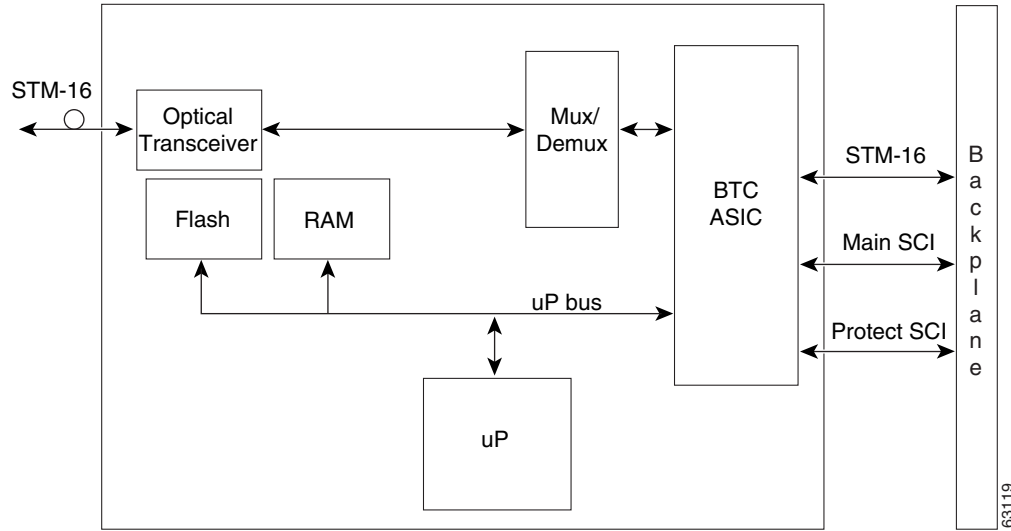 STM-16
Optical
Transceiver
Mux/
Demux
BTC
ASIC
STM-16
Main SCI
Protect SCI
Backplane
Flash
RAM
uP bus
uP
63119